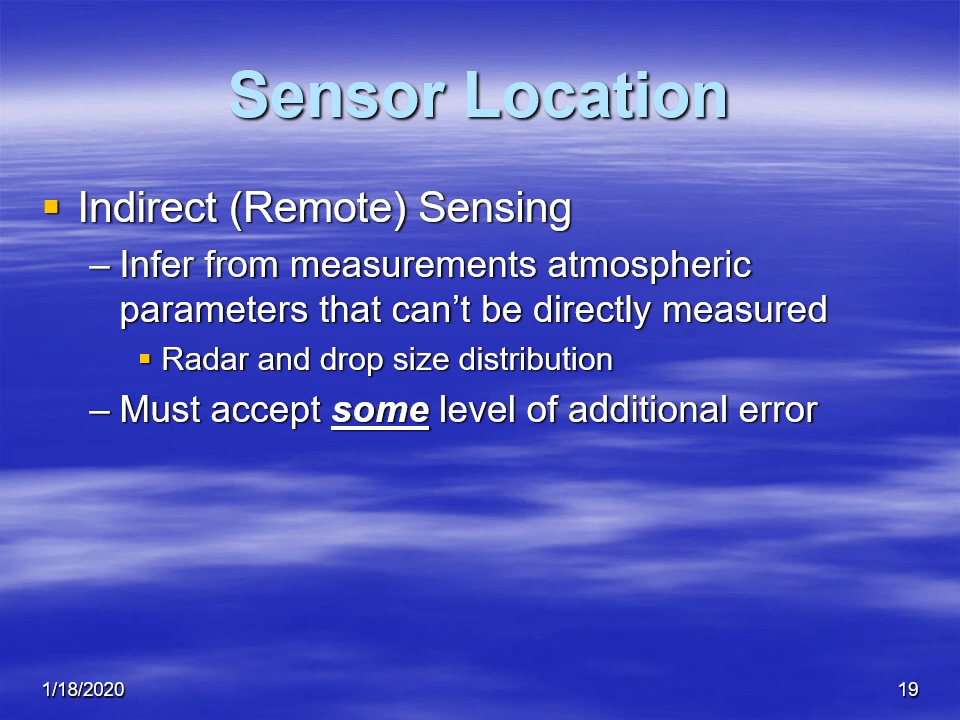 Sensor Location
Indirect (Remote) Sensing
– Infer from measurements atmospheric
parameters that can’t be directly measured
Radar and drop size distribution
– Must accept some level of additional error
1/18/2020
19